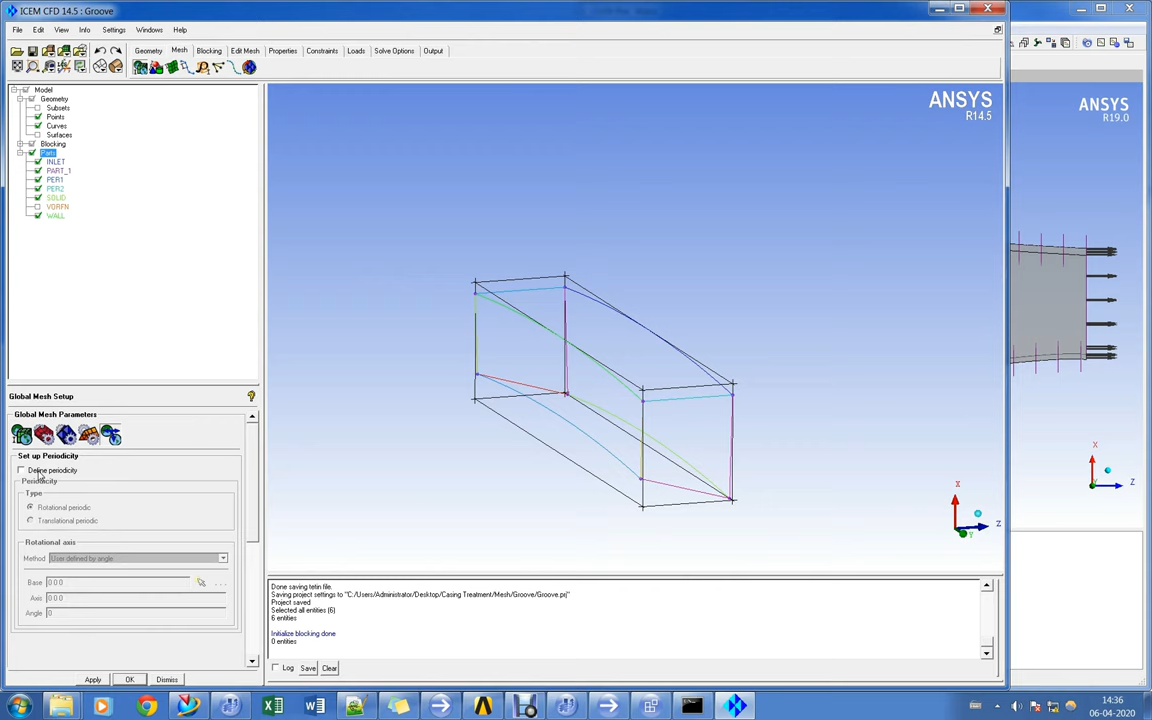 ICEM CFD 14.5 : Groove
File Edit View Info Settings Windows Help
Geometry Mesh Blocking Edit Mesh Properties Constraints Loads Solve Options Output
Model
Geometry
Subsets
Points
Curves
Surfaces
Blocking
Parts
INLET
PART_1
PER1
PER2
SOLID
VORFN
WALL
ANSYS
R14.5
ANSYS
R19.0
Global Mesh Setup
Global Mesh Parameters
Set up Periodicity
Define periodicity
Periodicity
Type
Rotational periodic
Translational periodic
Rotational axis
Method User defined by angle
Base 0 0 0
Axis 0 0 0
Angle 0
Apply OK Dismiss
X
Z
Y
X
Z
Done saving tetin file.
Saving project settings to "C:/Users/Administrator/Desktop/Casing Treatment/Mesh/Groove/Groove.prj"
Project saved
Selected all entities (6)
6 entities
Initialize blocking done
0 entities
Log Save Clear
14:36
06-04-2020